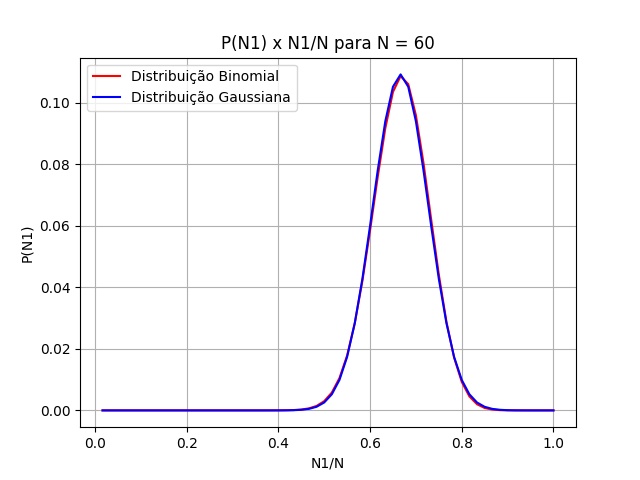 P(N1) x N1/N para N = 60
Distribuição Binomial
Distribuição Gaussiana
P(N1)
0.10
0.08
0.06
0.04
0.02
0.00
0.0 0.2 0.4 0.6 0.8 1.0
N1/N